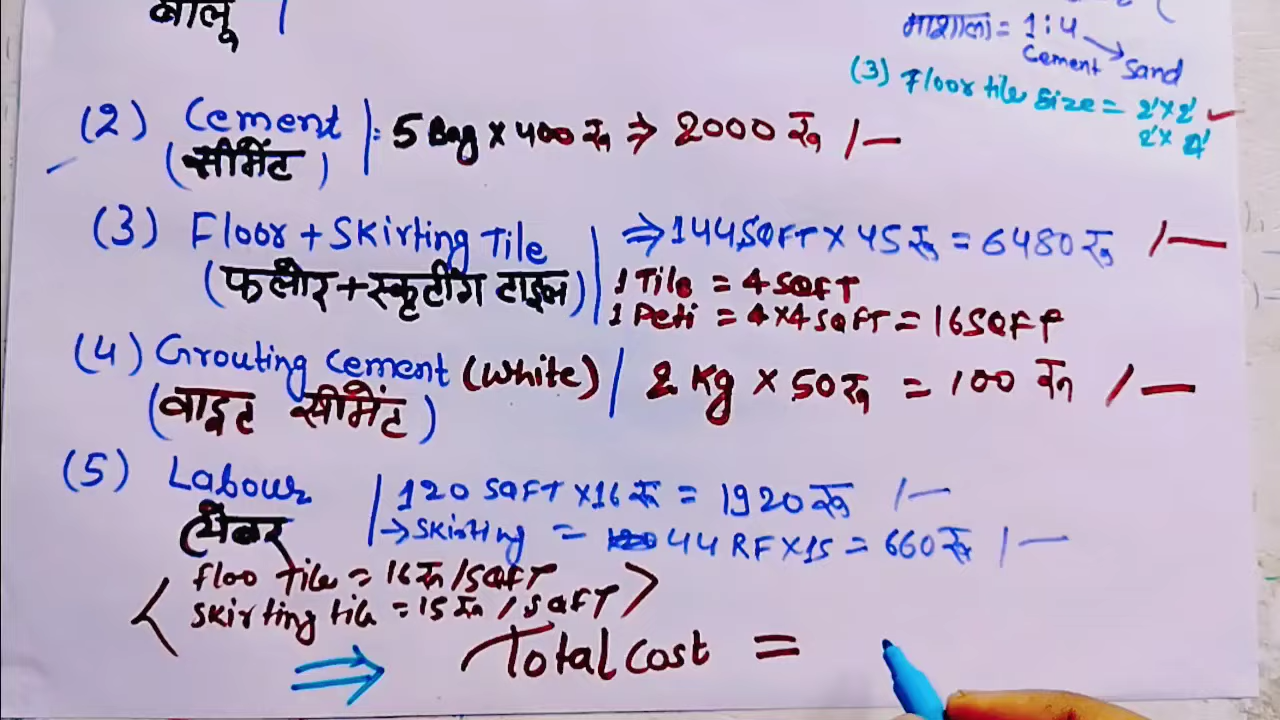 बालू
माशाला = 1:4
Cement Sand
(3) Floor tile size = 2'x2'
2'x4'
(2) Cement : 5 Bag x 400 रु ⇒ 2000 रु /—
(सीमेंट)
(3) Floor + Skirting Tile ⇒ 144 SQFT x 45 रु = 6480 रु /—
(फ्लोर + स्कृटींग टाइल) 1 Tile = 4 SQFT
1 Peti = 4x4 SQFT = 16 SQFT
(4) Grouting cement (White) 2 Kg x 50 रु = 100 रु /—
(वाइट सीमेंट)
(5) Labour 120 SQFT x 16 रु = 1920 रु /—
लेबर → Skirting = 44 RF x 15 = 660 रु /—
Floo Tile = 16 रु / SQFT
Skirting tile = 15 रु / SQFT
⇒ Total Cost =